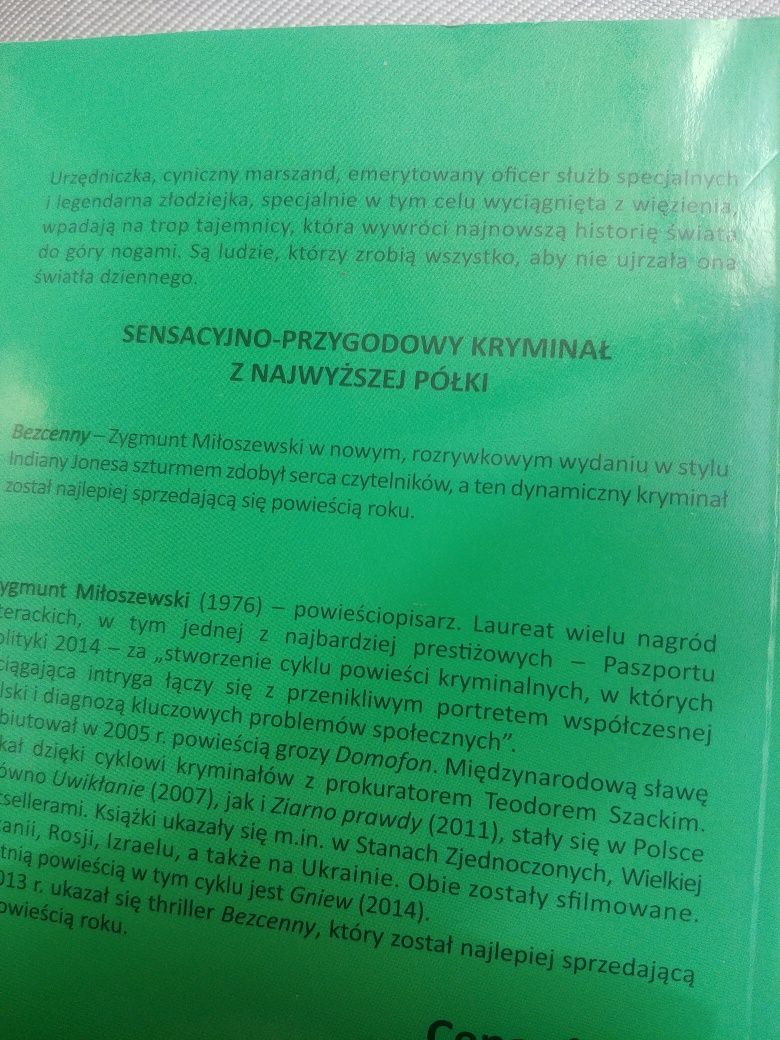 Urzędniczka, cyniczny marszand, emerytowany oficer służb specjalnych
i legendarna złodziejka, specjalnie w tym celu wyciągnięta z więzienia,
wpadają na trop tajemnicy, która wywróci najnowszą historię świata
do góry nogami. Są ludzie, którzy zrobią wszystko, aby nie ujrzała ona
światła dziennego.
SENSACYJNO-PRZYGODOWY KRYMINAŁ
Z NAJWYŻSZEJ PÓŁKI
Bezcenny – Zygmunt Miłoszewski w nowym, rozrywkowym wydaniu w stylu
Indiany Jonesa szturmem zdobył serca czytelników, a ten dynamiczny kryminał
został najlepiej sprzedającą się powieścią roku.
ygmunt Miłoszewski (1976) – powieściopisarz. Laureat wielu nagród
terackich, w tym jednej z najbardziej prestiżowych – Paszportu
olityki 2014 – za „stworzenie cyklu powieści kryminalnych, w których
ciągająca intryga łączy się z przenikliwym portretem współczesnej
lski i diagnozą kluczowych problemów społecznych”.
biutował w 2005 r. powieścią grozy Domofon. Międzynarodową sławę
kał dzięki cyklowi kryminałów z prokuratorem Teodorem Szackim.
ówno Uwikłanie (2007), jak i Ziarno prawdy (2011), stały się w Polsce
tsellerami. Książki ukazały się m.in. w Stanach Zjednoczonych, Wielkiej
anii, Rosji, Izraelu, a także na Ukrainie. Obie zostały sfilmowane.
tnią powieścią w tym cyklu jest Gniew (2014).
013 r. ukazał się thriller Bezcenny, który został najlepiej sprzedającą
owieścią roku.